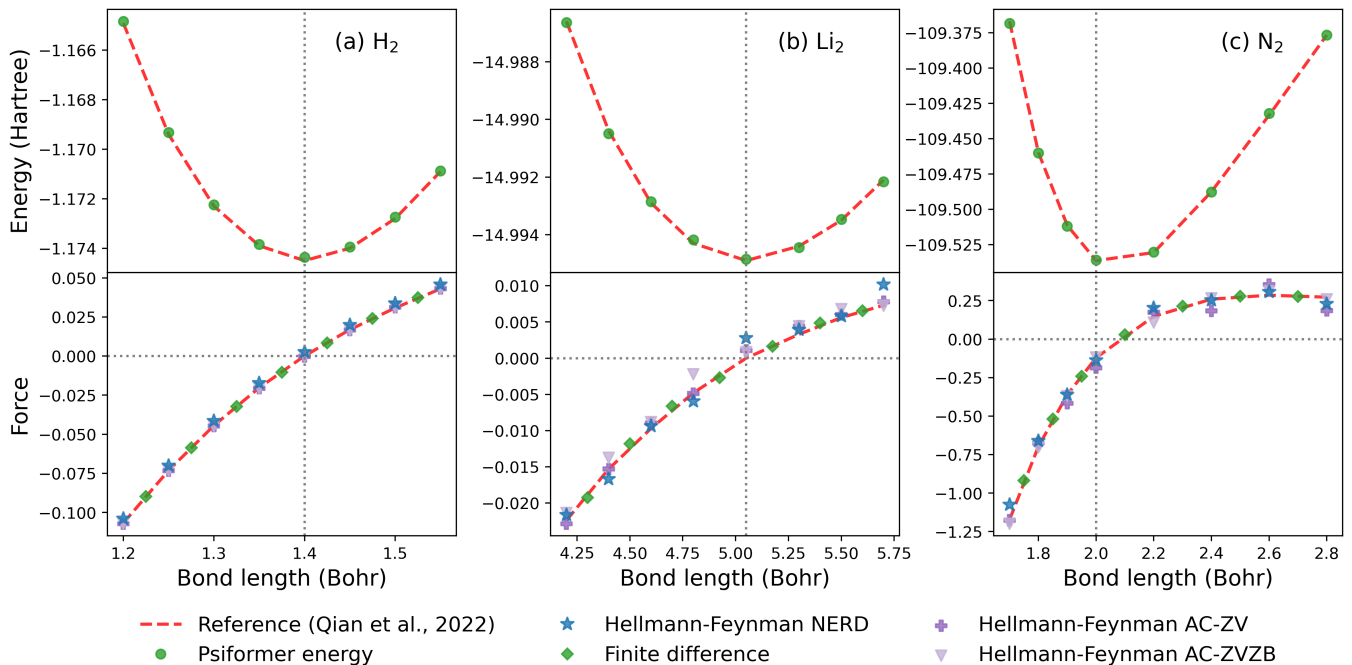 (a) H₂
(b) Li₂
(c) N₂
Energy (Hartree)
−1.166
−1.168
−1.170
−1.172
−1.174
−14.988
−14.990
−14.992
−14.994
−109.375
−109.400
−109.425
−109.450
−109.475
−109.500
−109.525
Force
0.050
0.025
0.000
−0.025
−0.050
−0.075
−0.100
0.010
0.005
0.000
−0.005
−0.010
−0.015
−0.020
0.25
0.00
−0.25
−0.50
−0.75
−1.00
−1.25
1.2 1.3 1.4 1.5
4.25 4.50 4.75 5.00 5.25 5.50 5.75
1.8 2.0 2.2 2.4 2.6 2.8
Bond length (Bohr)
Bond length (Bohr)
Bond length (Bohr)
Reference (Qian et al., 2022)
Psiformer energy
Hellmann-Feynman NERD
Finite difference
Hellmann-Feynman AC-ZV
Hellmann-Feynman AC-ZVZB